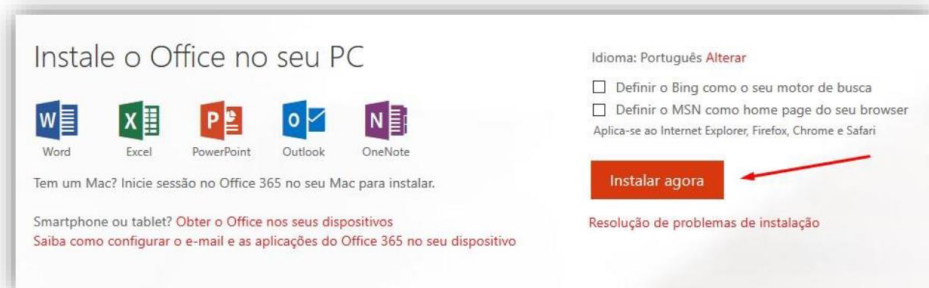 Instale o Office no seu PC
Word Excel PowerPoint Outlook OneNote
Tem um Mac? Inicie sessão no Office 365 no seu Mac para instalar.
Smartphone ou tablet? Obter o Office nos seus dispositivos
Saiba como configurar o e-mail e as aplicações do Office 365 no seu dispositivo
Idioma: Português Alterar
Definir o Bing como o seu motor de busca
Definir o MSN como home page do seu browser
Aplica-se ao Internet Explorer, Firefox, Chrome e Safari
Instalar agora
Resolução de problemas de instalação